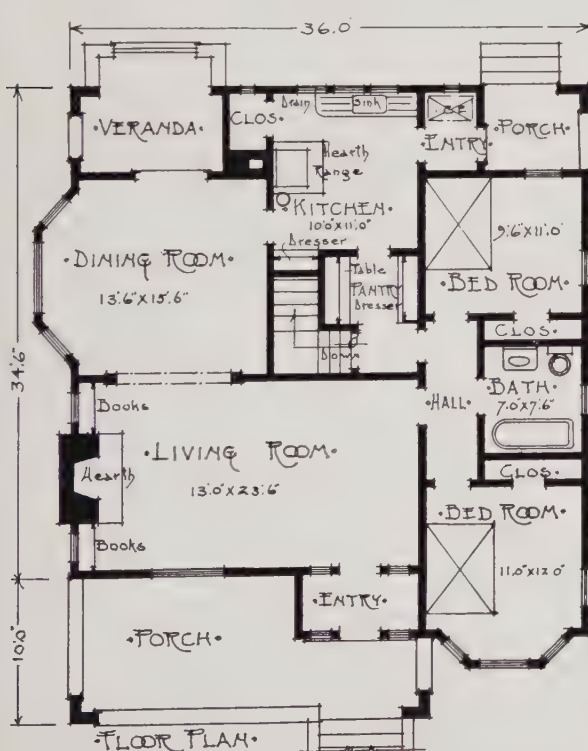 36.0
·VERANDA·
CLOS.
Drain
Sink
·ENTRY·
·PORCH·
Hearth
Range
·KITCHEN·
10'.0"X11'.0"
Dresser
9'.6"X11'.0"
·BED ROOM·
·DINING ROOM·
13'.6"X15'.6"
Table
PANTRY
Dresser
Down
·CLOS·
34'.6"
Books
·HALL·
·BATH·
7'.0"X7'.6"
·LIVING ROOM·
13'.0"X23'.6"
Hearth
·CLOS·
·BED ROOM·
11'.0"X12'.0"
Books
·ENTRY·
10'.0"
·PORCH·
·FLOOR PLAN·